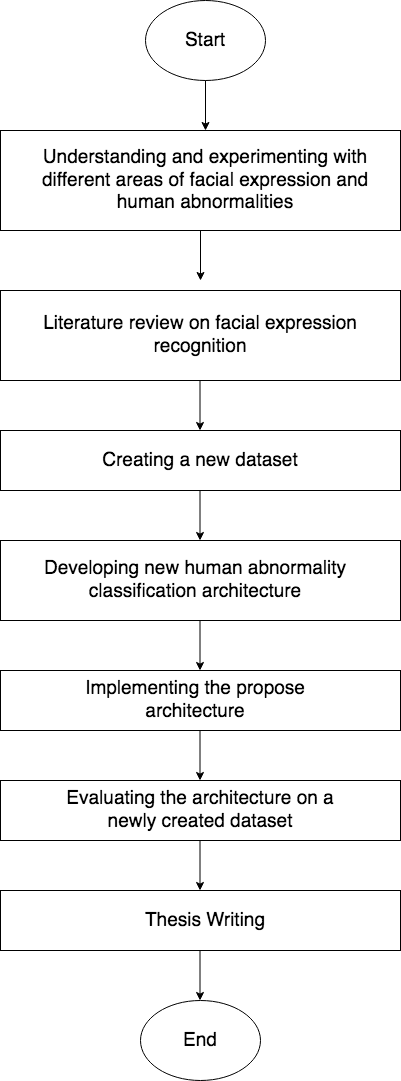 Start
Understanding and experimenting with
different areas of facial expression and
human abnormalities
Literature review on facial expression
recognition
Creating a new dataset
Developing new human abnormality
classification architecture
Implementing the propose
architecture
Evaluating the architecture on a
newly created dataset
Thesis Writing
End